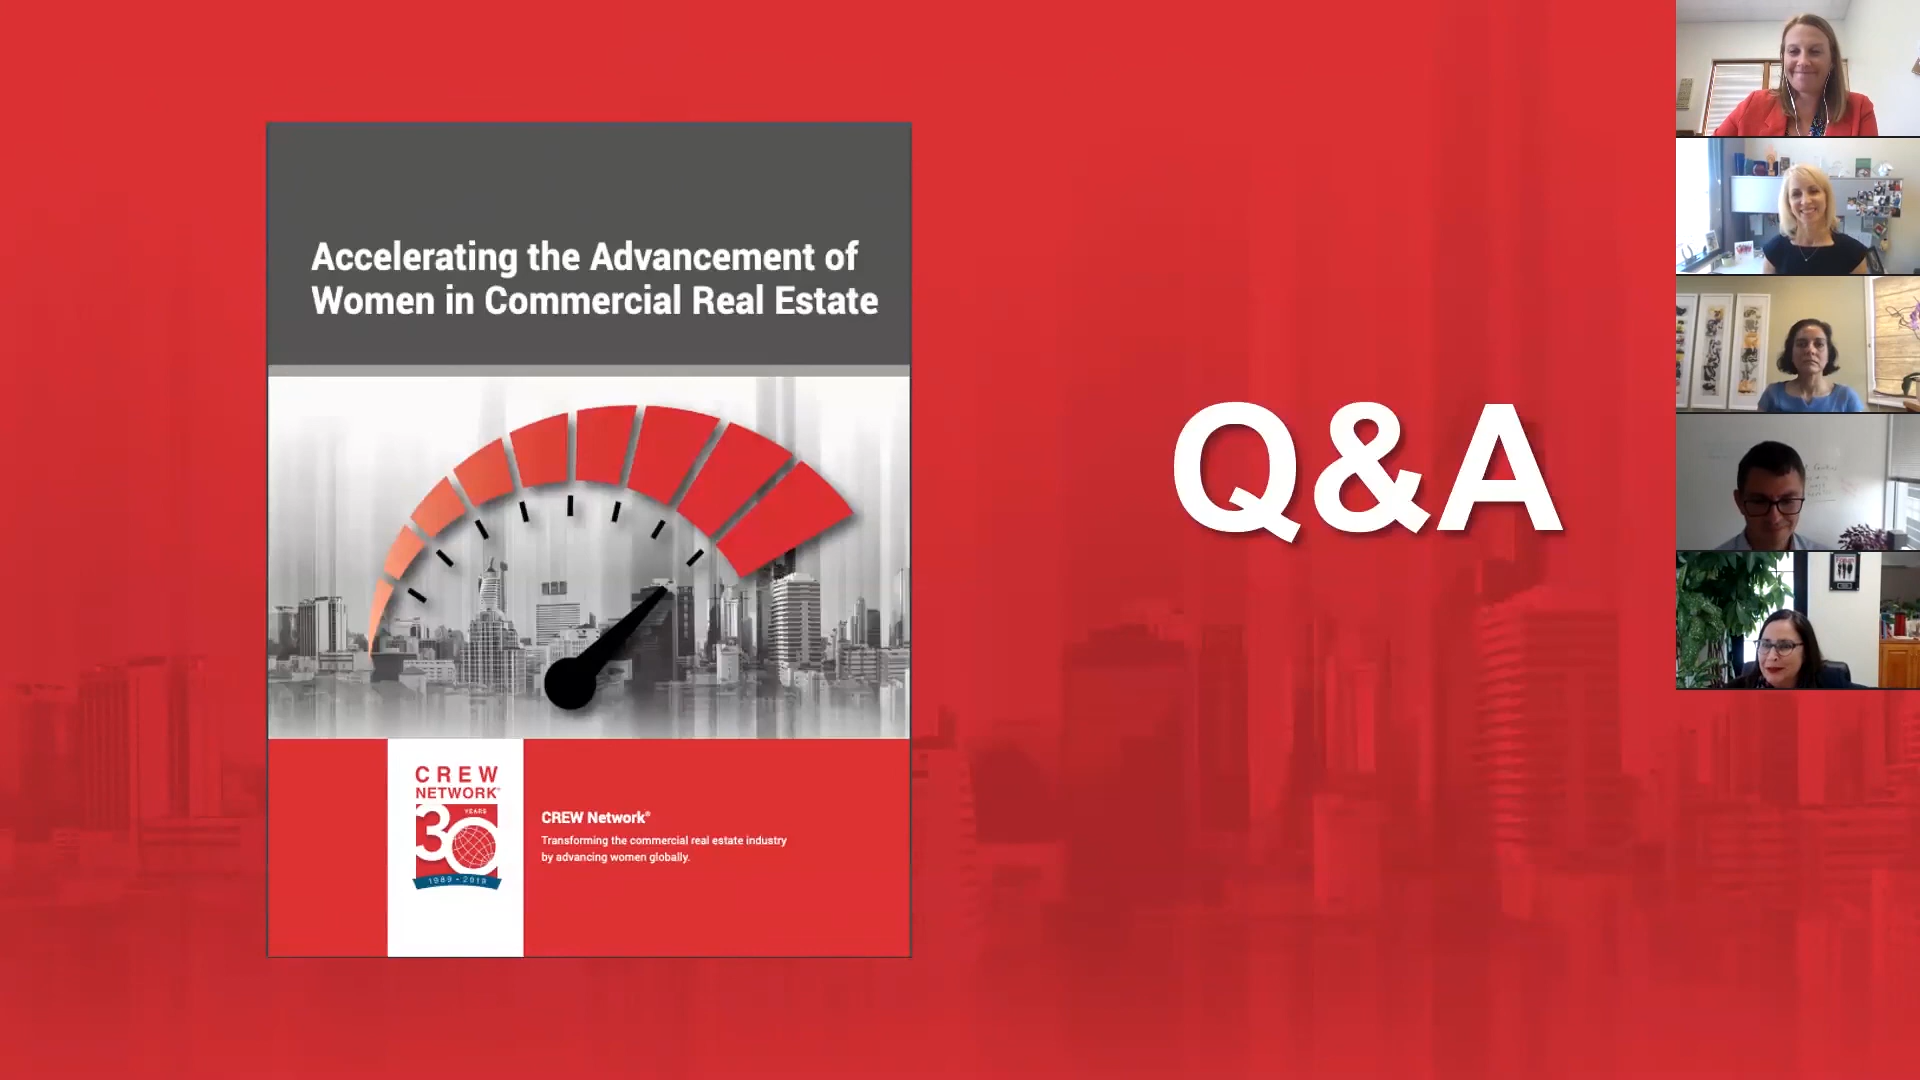 Accelerating the Advancement of
Women in Commercial Real Estate
Q&A
CREW
NETWORK®
YEARS
30
1989 - 2019
CREW Network®
Transforming the commercial real estate industry
by advancing women globally.